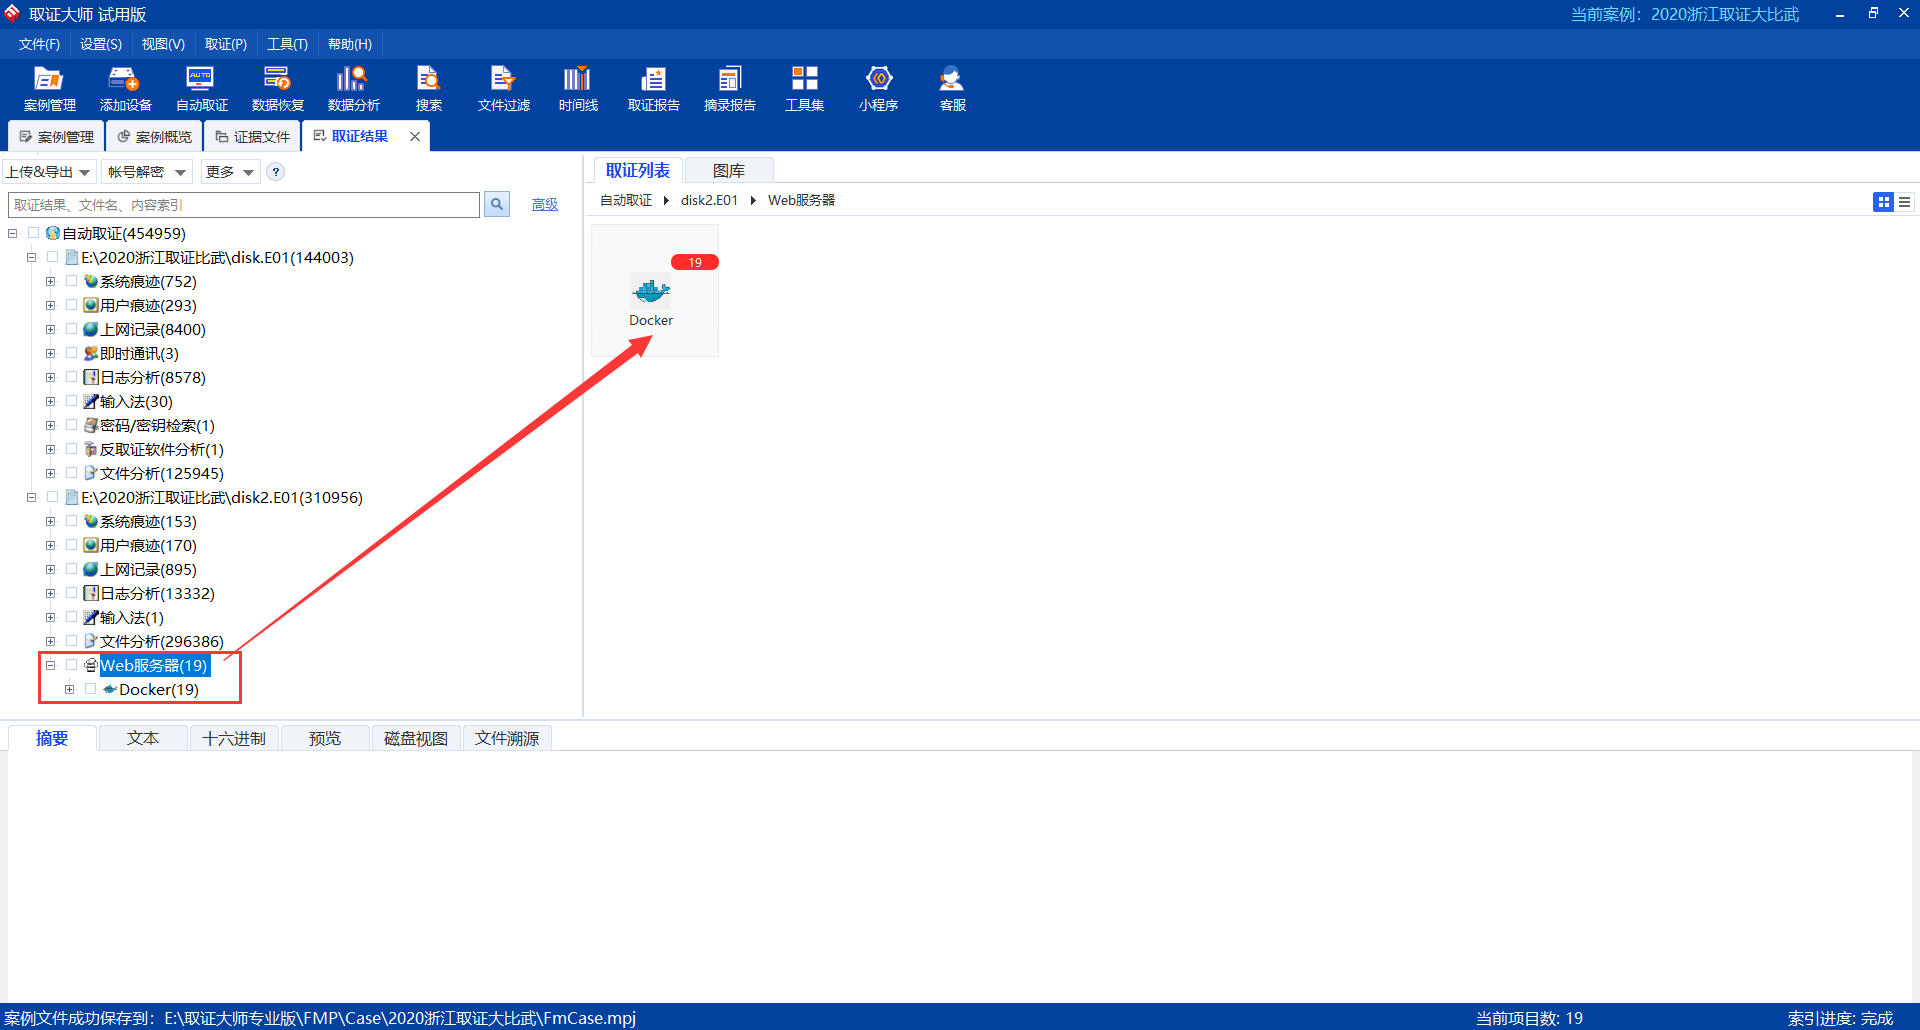 取证大师 试用版
当前案例：2020浙江取证大比武
文件(F) 设置(S) 视图(V) 取证(P) 工具(T) 帮助(H)
AUTO
案例管理 添加设备 自动取证 数据恢复 数据分析 搜索 文件过滤 时间线 取证报告 摘录报告 工具集 小程序 客服
案例管理 案例概览 证据文件 取证结果
上传&导出 帐号解密 更多 ?
取证结果、文件名、内容索引 高级
自动取证(454959)
E:\2020浙江取证比武\disk.E01(144003)
系统痕迹(752)
用户痕迹(293)
上网记录(8400)
即时通讯(3)
日志分析(8578)
输入法(30)
密码/密钥检索(1)
反取证软件分析(1)
文件分析(125945)
E:\2020浙江取证比武\disk2.E01(310956)
系统痕迹(153)
用户痕迹(170)
上网记录(895)
日志分析(13332)
输入法(1)
文件分析(296386)
Web服务器(19)
Docker(19)
取证列表 图库
自动取证 disk2.E01 Web服务器
19
Docker
摘要 文本 十六进制 预览 磁盘视图 文件溯源
案例文件成功保存到：E:\取证大师专业版\FMP\Case\2020浙江取证大比武\FmCase.mpj
当前项目数: 19
索引进度: 完成